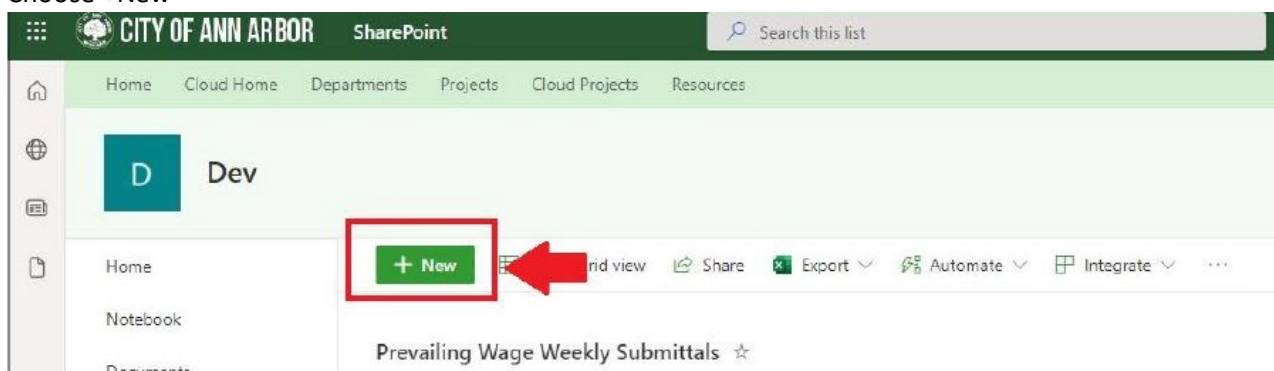 CITY OF ANN ARBOR SharePoint Search this list
Home Cloud Home Departments Projects Cloud Projects Resources
D Dev
Home + New rid view Share Export Automate Integrate ...
Notebook
Prevailing Wage Weekly Submittals